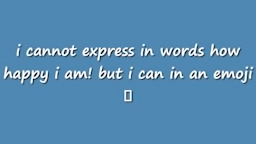 i cannot express in words how
happy i am! but i can in an emoji
▯